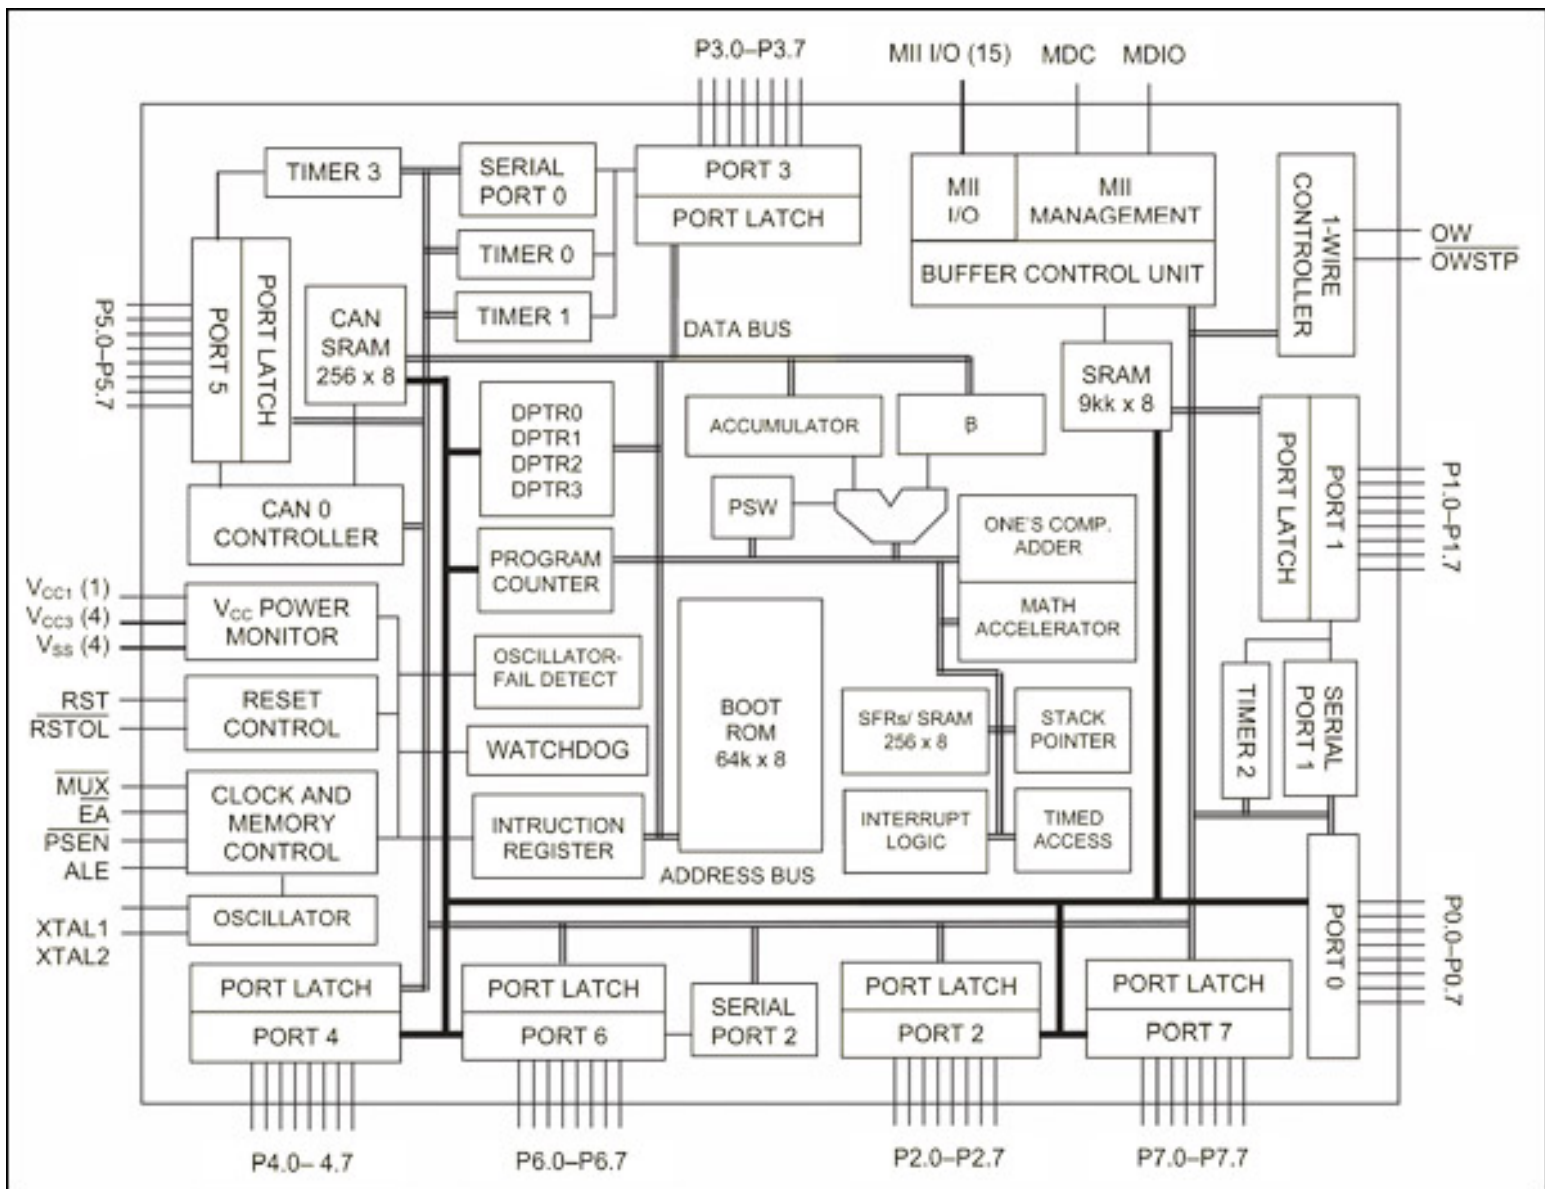 P3.0–P3.7
MII I/O (15)
MDC
MDIO
TIMER 3
SERIAL
PORT 0
PORT 3
PORT LATCH
MII
I/O
MII
MANAGEMENT
BUFFER CONTROL UNIT
1-WIRE
CONTROLLER
OW
OWSTP
TIMER 0
TIMER 1
P5.0–P5.7
PORT 5
PORT LATCH
CAN
SRAM
256 x 8
DATA BUS
SRAM
9kk x 8
DPTR0
DPTR1
DPTR2
DPTR3
ACCUMULATOR
B
PORT LATCH
PORT 1
P1.0–P1.7
CAN 0
CONTROLLER
PSW
ONE'S COMP.
ADDER
PROGRAM
COUNTER
MATH
ACCELERATOR
VCC1 (1)
VCC3 (4)
VSS (4)
VCC POWER
MONITOR
OSCILLATOR-
FAIL DETECT
BOOT
ROM
64k x 8
SFRs/ SRAM
256 x 8
STACK
POINTER
TIMER 2
SERIAL
PORT 1
RST
RSTOL
RESET
CONTROL
WATCHDOG
MUX
EA
PSEN
ALE
CLOCK AND
MEMORY
CONTROL
INTRUCTION
REGISTER
INTERRUPT
LOGIC
TIMED
ACCESS
ADDRESS BUS
XTAL1
XTAL2
OSCILLATOR
PORT 0
P0.0–P0.7
PORT LATCH
PORT 4
PORT LATCH
PORT 6
SERIAL
PORT 2
PORT LATCH
PORT 2
PORT LATCH
PORT 7
P4.0– 4.7
P6.0–P6.7
P2.0–P2.7
P7.0–P7.7